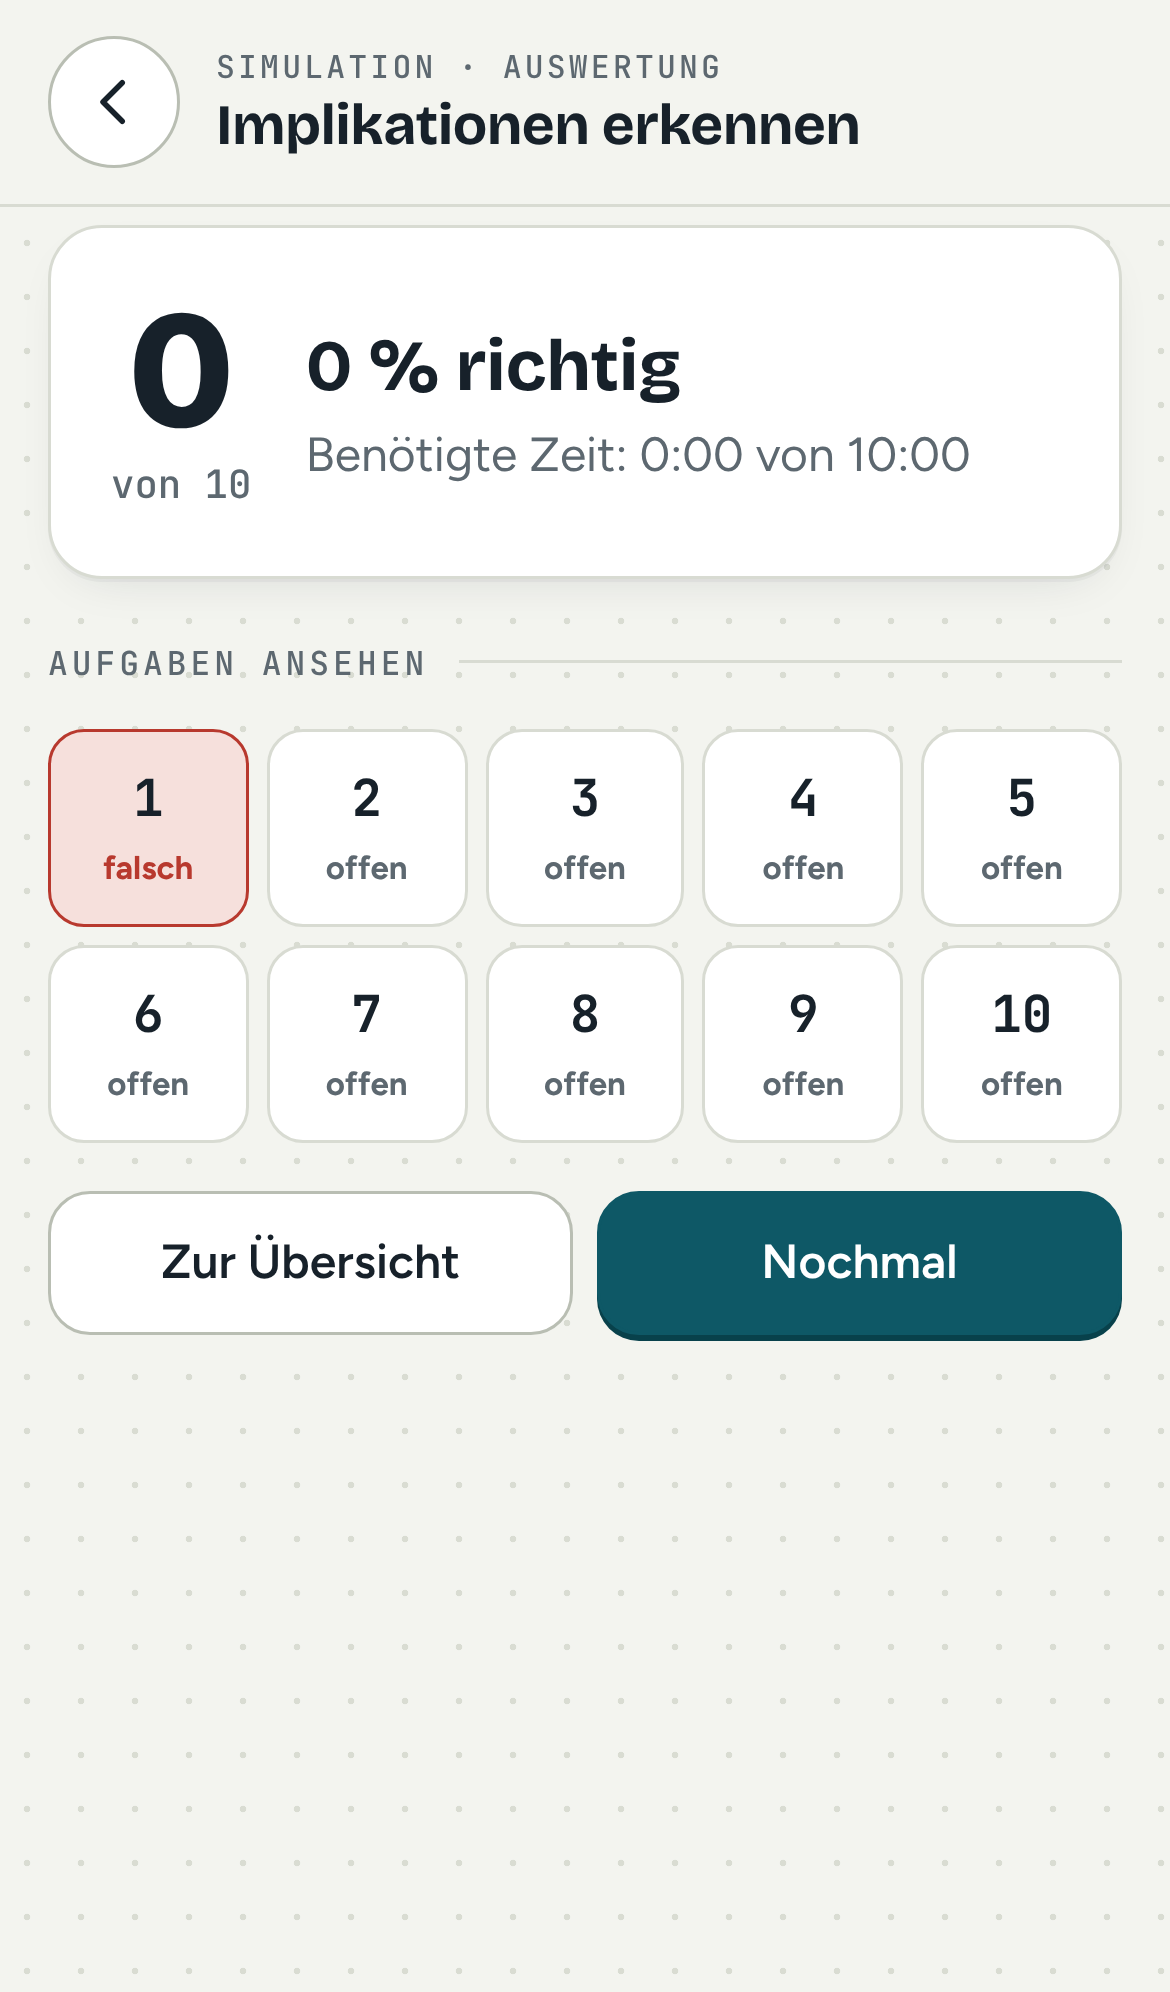 SIMULATION · AUSWERTUNG
Implikationen erkennen
0
von 10
0 % richtig
Benötigte Zeit: 0:00 von 10:00
AUFGABEN ANSEHEN
1 2 3 4 5
falsch offen offen offen offen
6 7 8 9 10
offen offen offen offen offen
Zur Übersicht Nochmal